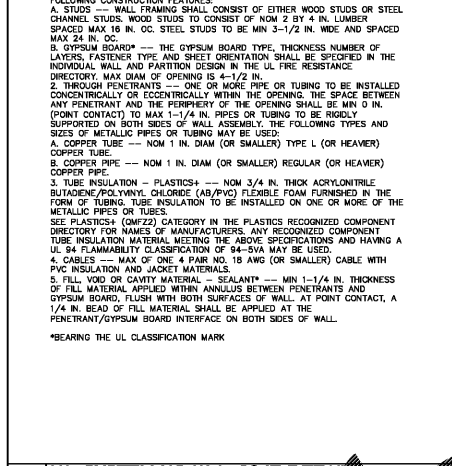 FOLLOWING CONSTRUCTION FEATURES:
A. STUDS -- WALL FRAMING SHALL CONSIST OF EITHER WOOD STUDS OR STEEL
CHANNEL STUDS. WOOD STUDS TO CONSIST OF NOM 2 BY 4 IN. LUMBER
SPACED MAX 16 IN. OC. STEEL STUDS TO BE MIN 3-1/2 IN. WIDE AND SPACED
MAX 24 IN. OC.
B. GYPSUM BOARD* -- THE GYPSUM BOARD TYPE, THICKNESS NUMBER OF
LAYERS, FASTENER TYPE AND SHEET ORIENTATION SHALL BE SPECIFIED IN THE
INDIVIDUAL WALL AND PARTITION DESIGN IN THE UL FIRE RESISTANCE
DIRECTORY. MAX DIAM OF OPENING IS 4-1/2 IN.
2. THROUGH PENETRANTS -- ONE OR MORE PIPE OR TUBING TO BE INSTALLED
CONCENTRICALLY OR ECCENTRICALLY WITHIN THE OPENING. THE SPACE BETWEEN
ANY PENETRANT AND THE PERIPHERY OF THE OPENING SHALL BE MIN 0 IN.
(POINT CONTACT) TO MAX 1-1/4 IN. PIPES OR TUBING TO BE RIGIDLY
SUPPORTED ON BOTH SIDES OF WALL ASSEMBLY. THE FOLLOWING TYPES AND
SIZES OF METALLIC PIPES OR TUBING MAY BE USED:
A. COPPER TUBE -- NOM 1 IN. DIAM (OR SMALLER) TYPE L (OR HEAVIER)
COPPER TUBE.
B. COPPER PIPE -- NOM 1 IN. DIAM (OR SMALLER) REGULAR (OR HEAVIER)
COPPER PIPE.
3. TUBE INSULATION - PLASTICS+ -- NOM 3/4 IN. THICK ACRYLONITRILE
BUTADIENE/POLYVINYL CHLORIDE (AB/PVC) FLEXIBLE FOAM FURNISHED IN THE
FORM OF TUBING. TUBE INSULATION TO BE INSTALLED ON ONE OR MORE OF THE
METALLIC PIPES OR TUBES.
SEE PLASTICS+ (QMFZ2) CATEGORY IN THE PLASTICS RECOGNIZED COMPONENT
DIRECTORY FOR NAMES OF MANUFACTURERS. ANY RECOGNIZED COMPONENT
TUBE INSULATION MATERIAL MEETING THE ABOVE SPECIFICATIONS AND HAVING A
UL 94 FLAMMABILITY CLASSIFICATION OF 94-5VA MAY BE USED.
4. CABLES -- MAX OF ONE 4 PAIR NO. 18 AWG (OR SMALLER) CABLE WITH
PVC INSULATION AND JACKET MATERIALS.
5. FILL, VOID OR CAVITY MATERIAL - SEALANT* -- MIN 1-1/4 IN. THICKNESS
OF FILL MATERIAL APPLIED WITHIN ANNULUS BETWEEN PENETRANTS AND
GYPSUM BOARD, FLUSH WITH BOTH SURFACES OF WALL. AT POINT CONTACT, A
1/4 IN. BEAD OF FILL MATERIAL SHALL BE APPLIED AT THE
PENETRANT/GYPSUM BOARD INTERFACE ON BOTH SIDES OF WALL.
*BEARING THE UL CLASSIFICATION MARK